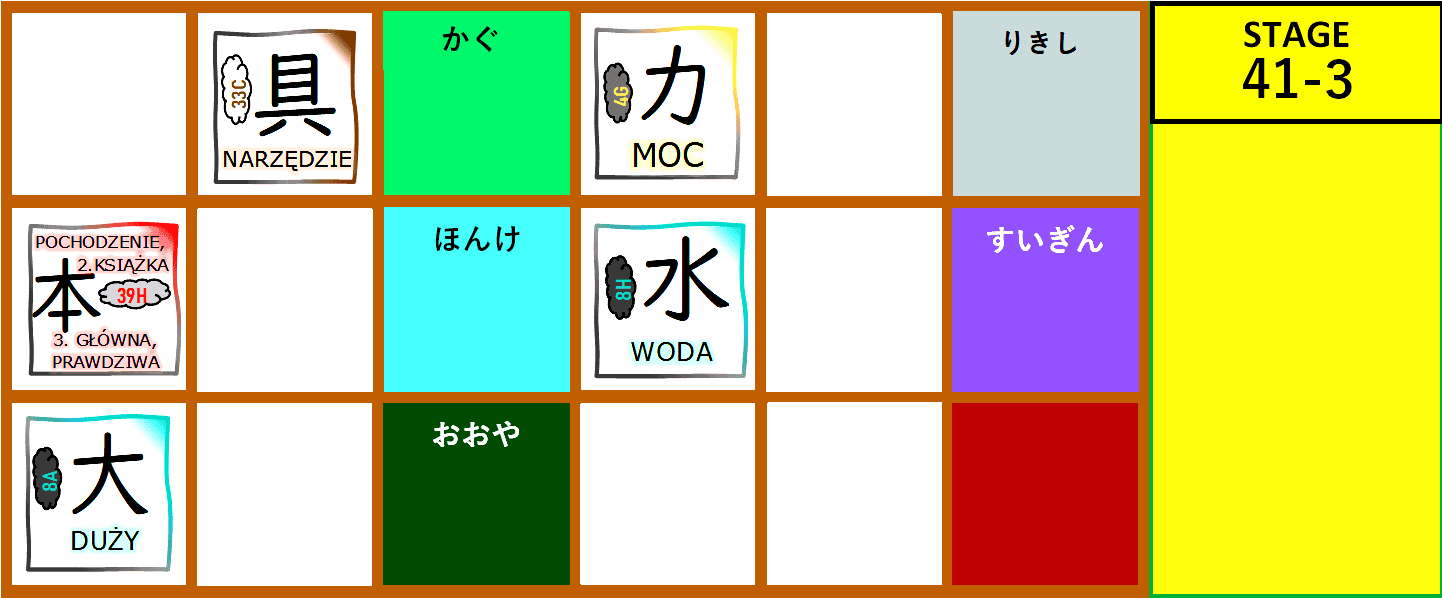 33C
具
NARZĘDZIE
かぐ
4G
力
MOC
りきし
STAGE
41-3
POCHODZENIE,
2.KSIĄŻKA
本
39H
3. GŁÓWNA,
PRAWDZIWA
ほんけ
8H
水
WODA
すいぎん
8A
大
DUŻY
おおや